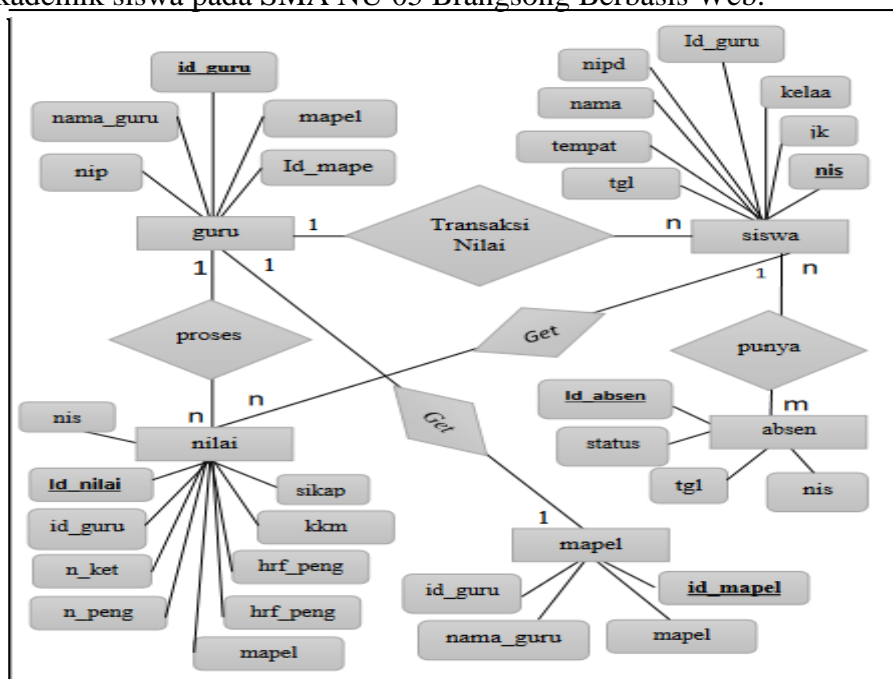 kademik siswa pada SMA NU 05 Brangsong Berbasis Web.
id_guru
nama_guru
mapel
nip
Id_mape
Id_guru
nipd
kelaa
nama
jk
tempat
nis
tgl
guru
1
Transaksi
Nilai
n
siswa
1
1
1
n
proses
Get
punya
n
n
Get
m
nis
nilai
Id_absen
absen
status
Id_nilai
sikap
tgl
nis
id_guru
kkm
1
mapel
n_ket
hrf_peng
id_guru
id_mapel
n_peng
hrf_peng
nama_guru
mapel
mapel